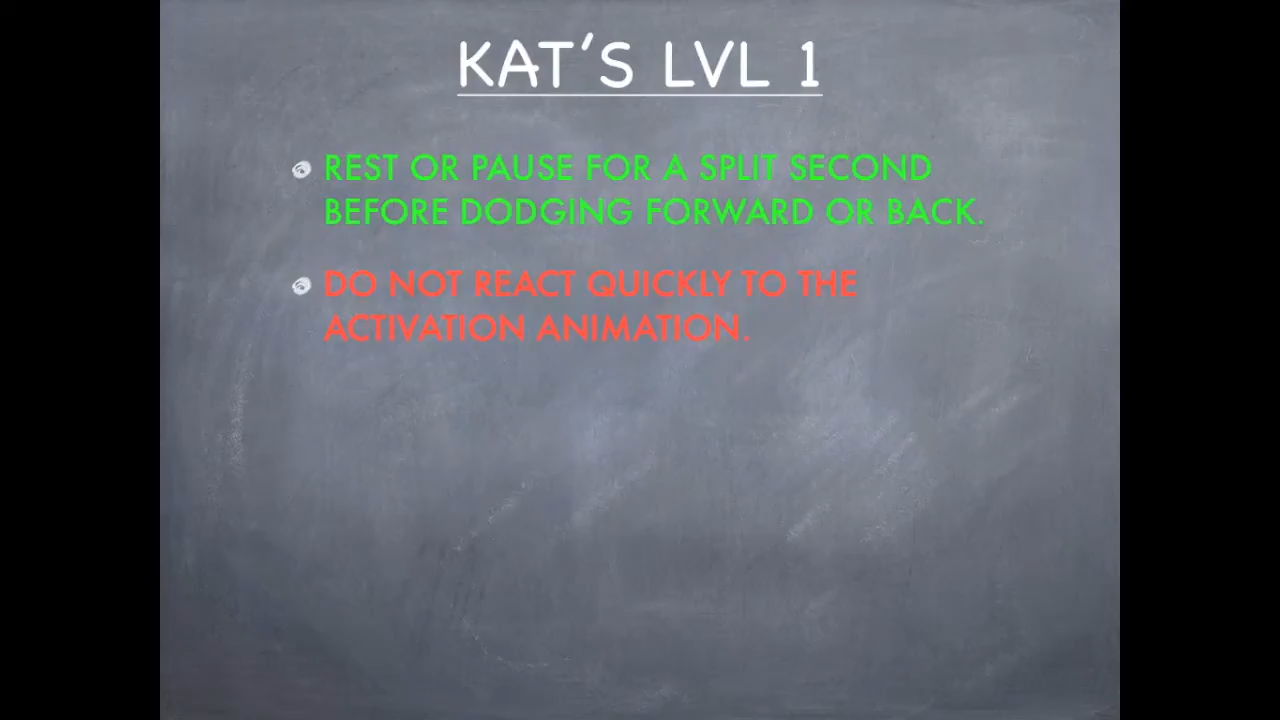 KAT'S LVL 1
REST OR PAUSE FOR A SPLIT SECOND
BEFORE DODGING FORWARD OR BACK.
DO NOT REACT QUICKLY TO THE
ACTIVATION ANIMATION.